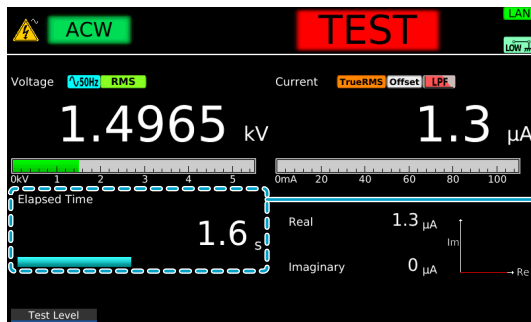 ACW TEST LAN
LOW
Voltage 50Hz RMS Current TrueRMS Offset LPF
1.4965 kV 1.3 μA
0kV 1 2 3 4 5 0mA 20 40 60 80 100
Elapsed Time
1.6 s
Real 1.3 μA
Im
Imaginary 0 μA Re
Test Level